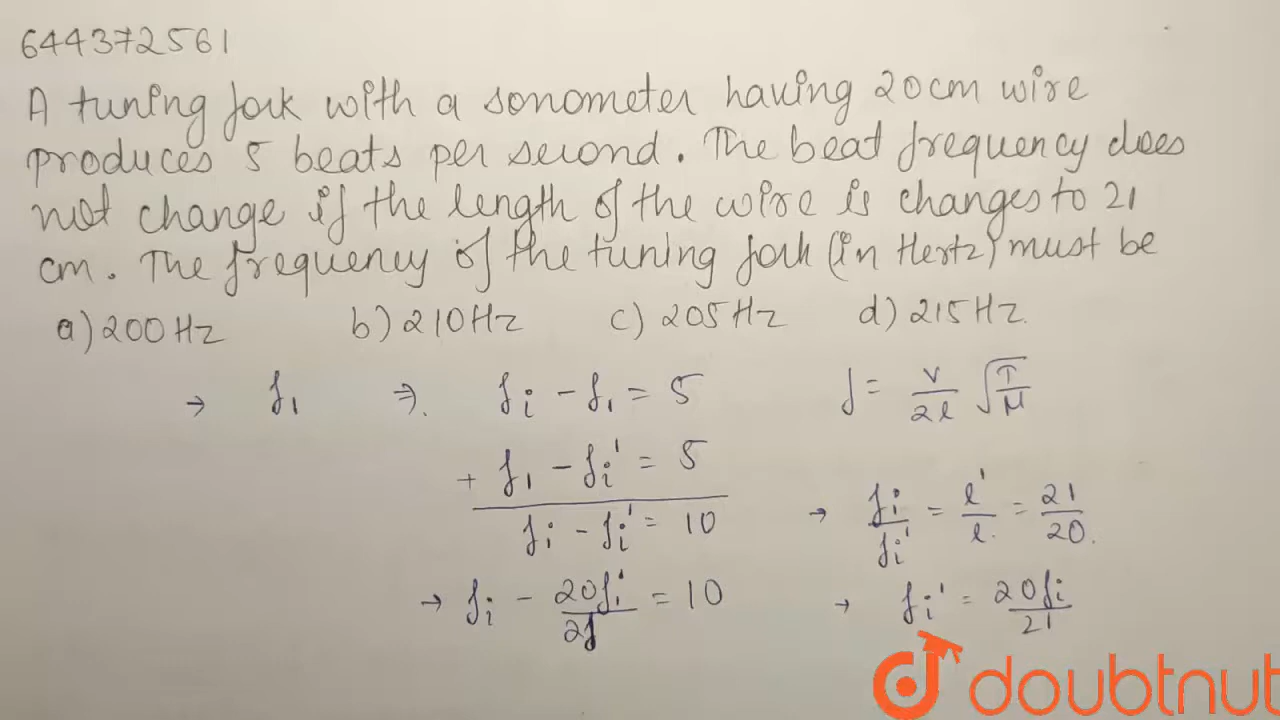 644372561
A tuning fork with a sonometer having 20cm wire
produces 5 beats per second. The beat frequency does
not change if the length of the wire is changes to 21
cm. The frequency of the tuning fork (in Hertz) must be
a) 200 Hz b) 210 Hz c) 205 Hz d) 215 Hz.
→ f₁ ⇒. fᵢ - f₁ = 5 f = v/2l √T/M
+ f₁ - fᵢ' = 5
fᵢ - fᵢ' = 10 → fᵢ/fᵢ' = l'/l. = 21/20.
→ fᵢ - 20fᵢ'/21 = 10 → fᵢ' = 20fᵢ/21
doubtnut